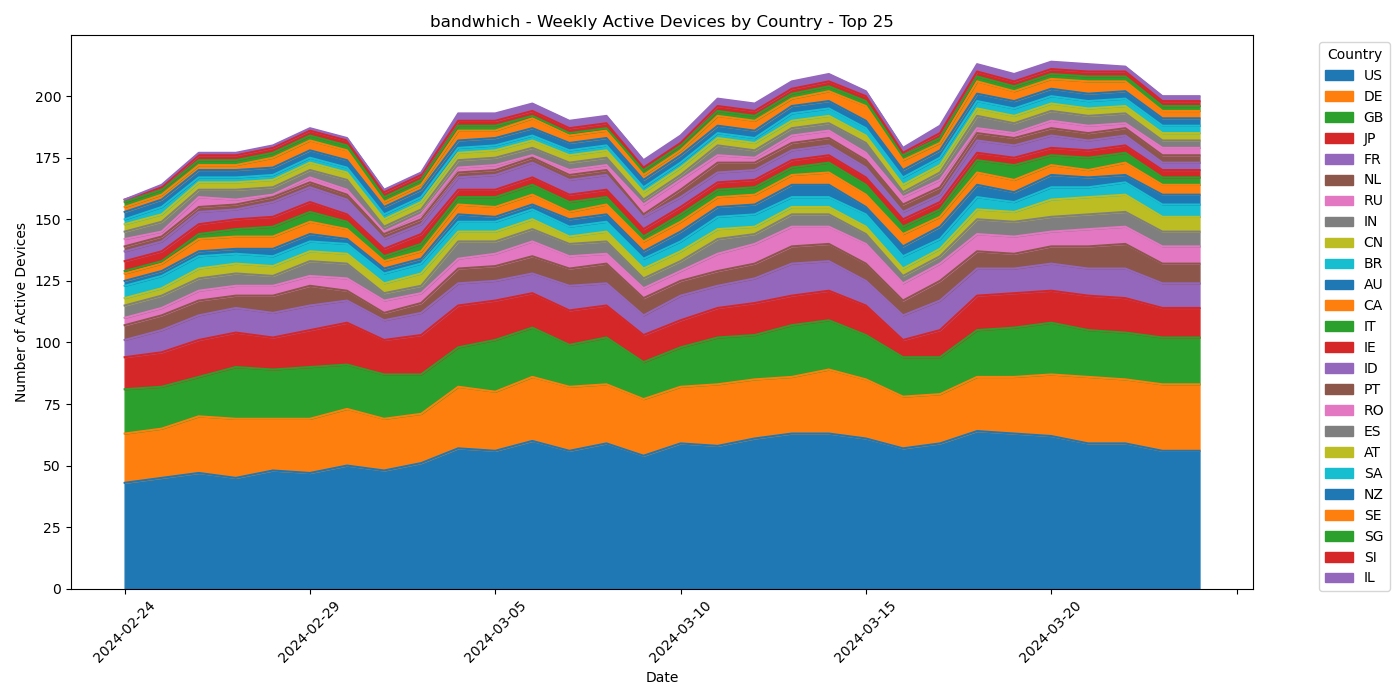 bandwhich - Weekly Active Devices by Country - Top 25
Number of Active Devices
200
175
150
125
100
75
50
25
0
2024-02-24
2024-02-29
2024-03-05
2024-03-10
2024-03-15
2024-03-20
Date
Country
US
DE
GB
JP
FR
NL
RU
IN
CN
BR
AU
CA
IT
IE
ID
PT
RO
ES
AT
SA
NZ
SE
SG
SI
IL